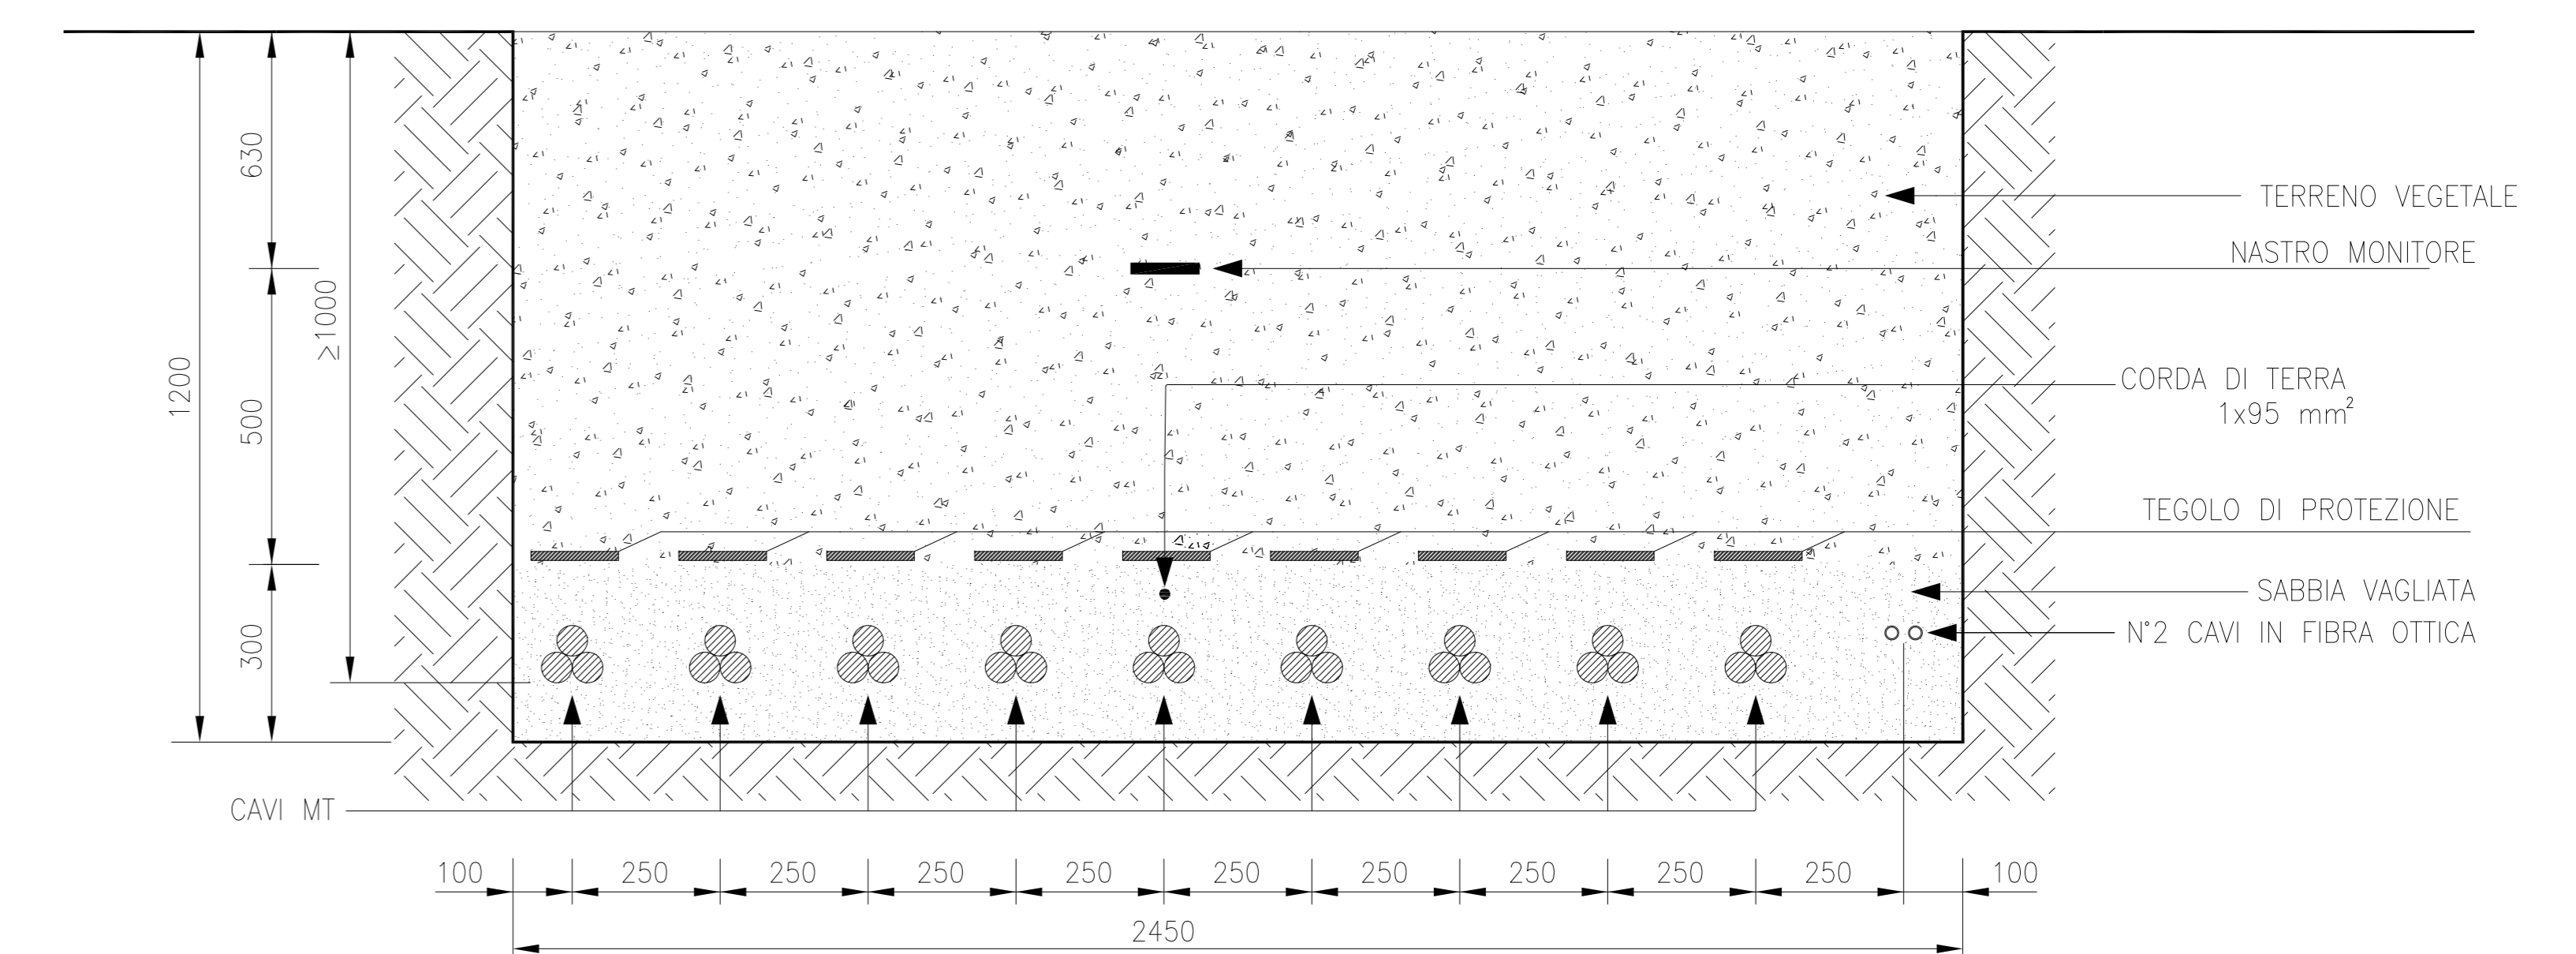 630
1200
500
≥1000
300
TERRENO VEGETALE
NASTRO MONITORE
CORDA DI TERRA
1x95 mm²
TEGOLO DI PROTEZIONE
SABBIA VAGLIATA
N°2 CAVI IN FIBRA OTTICA
CAVI MT
100 250 250 250 250 250 250 250 250 250 100
2450